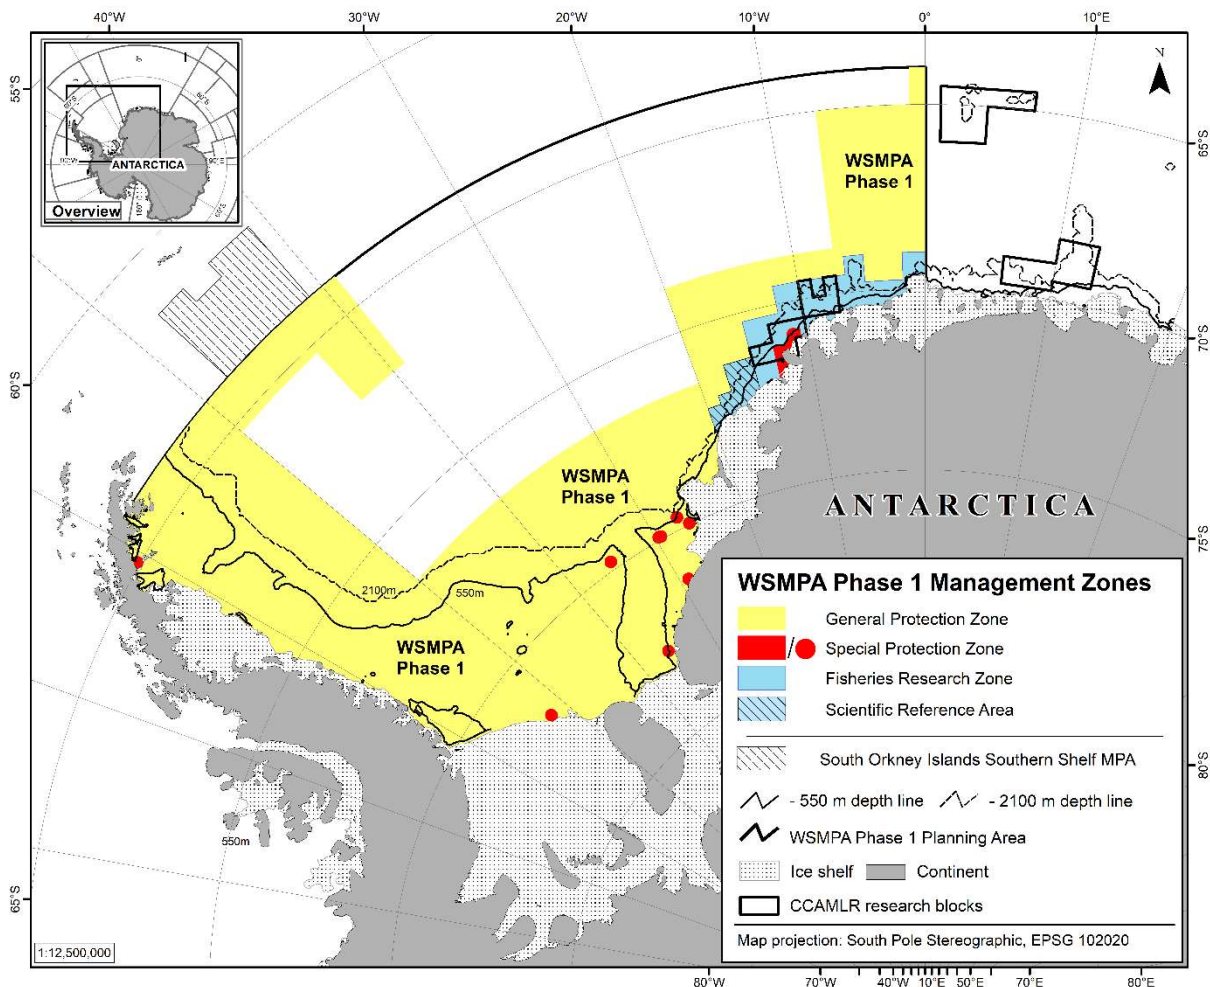 40°W 30°W 20°W 10°W 0° 10°E
N
55°S
60°S
65°S
65°S
70°S
75°S
80°S
ANTARCTICA
90°W
90°E
180°
60°S
Overview
WSMPA
Phase 1
WSMPA
Phase 1
WSMPA
Phase 1
2100m
550m
550m
ANTARCTICA
WSMPA Phase 1 Management Zones
General Protection Zone
/ Special Protection Zone
Fisheries Research Zone
Scientific Reference Area
South Orkney Islands Southern Shelf MPA
- 550 m depth line - 2100 m depth line
WSMPA Phase 1 Planning Area
Ice shelf Continent
CCAMLR research blocks
Map projection: South Pole Stereographic, EPSG 102020
1:12,500,000
80°W 70°W 40°W 10°E 50°E 70°E 80°E